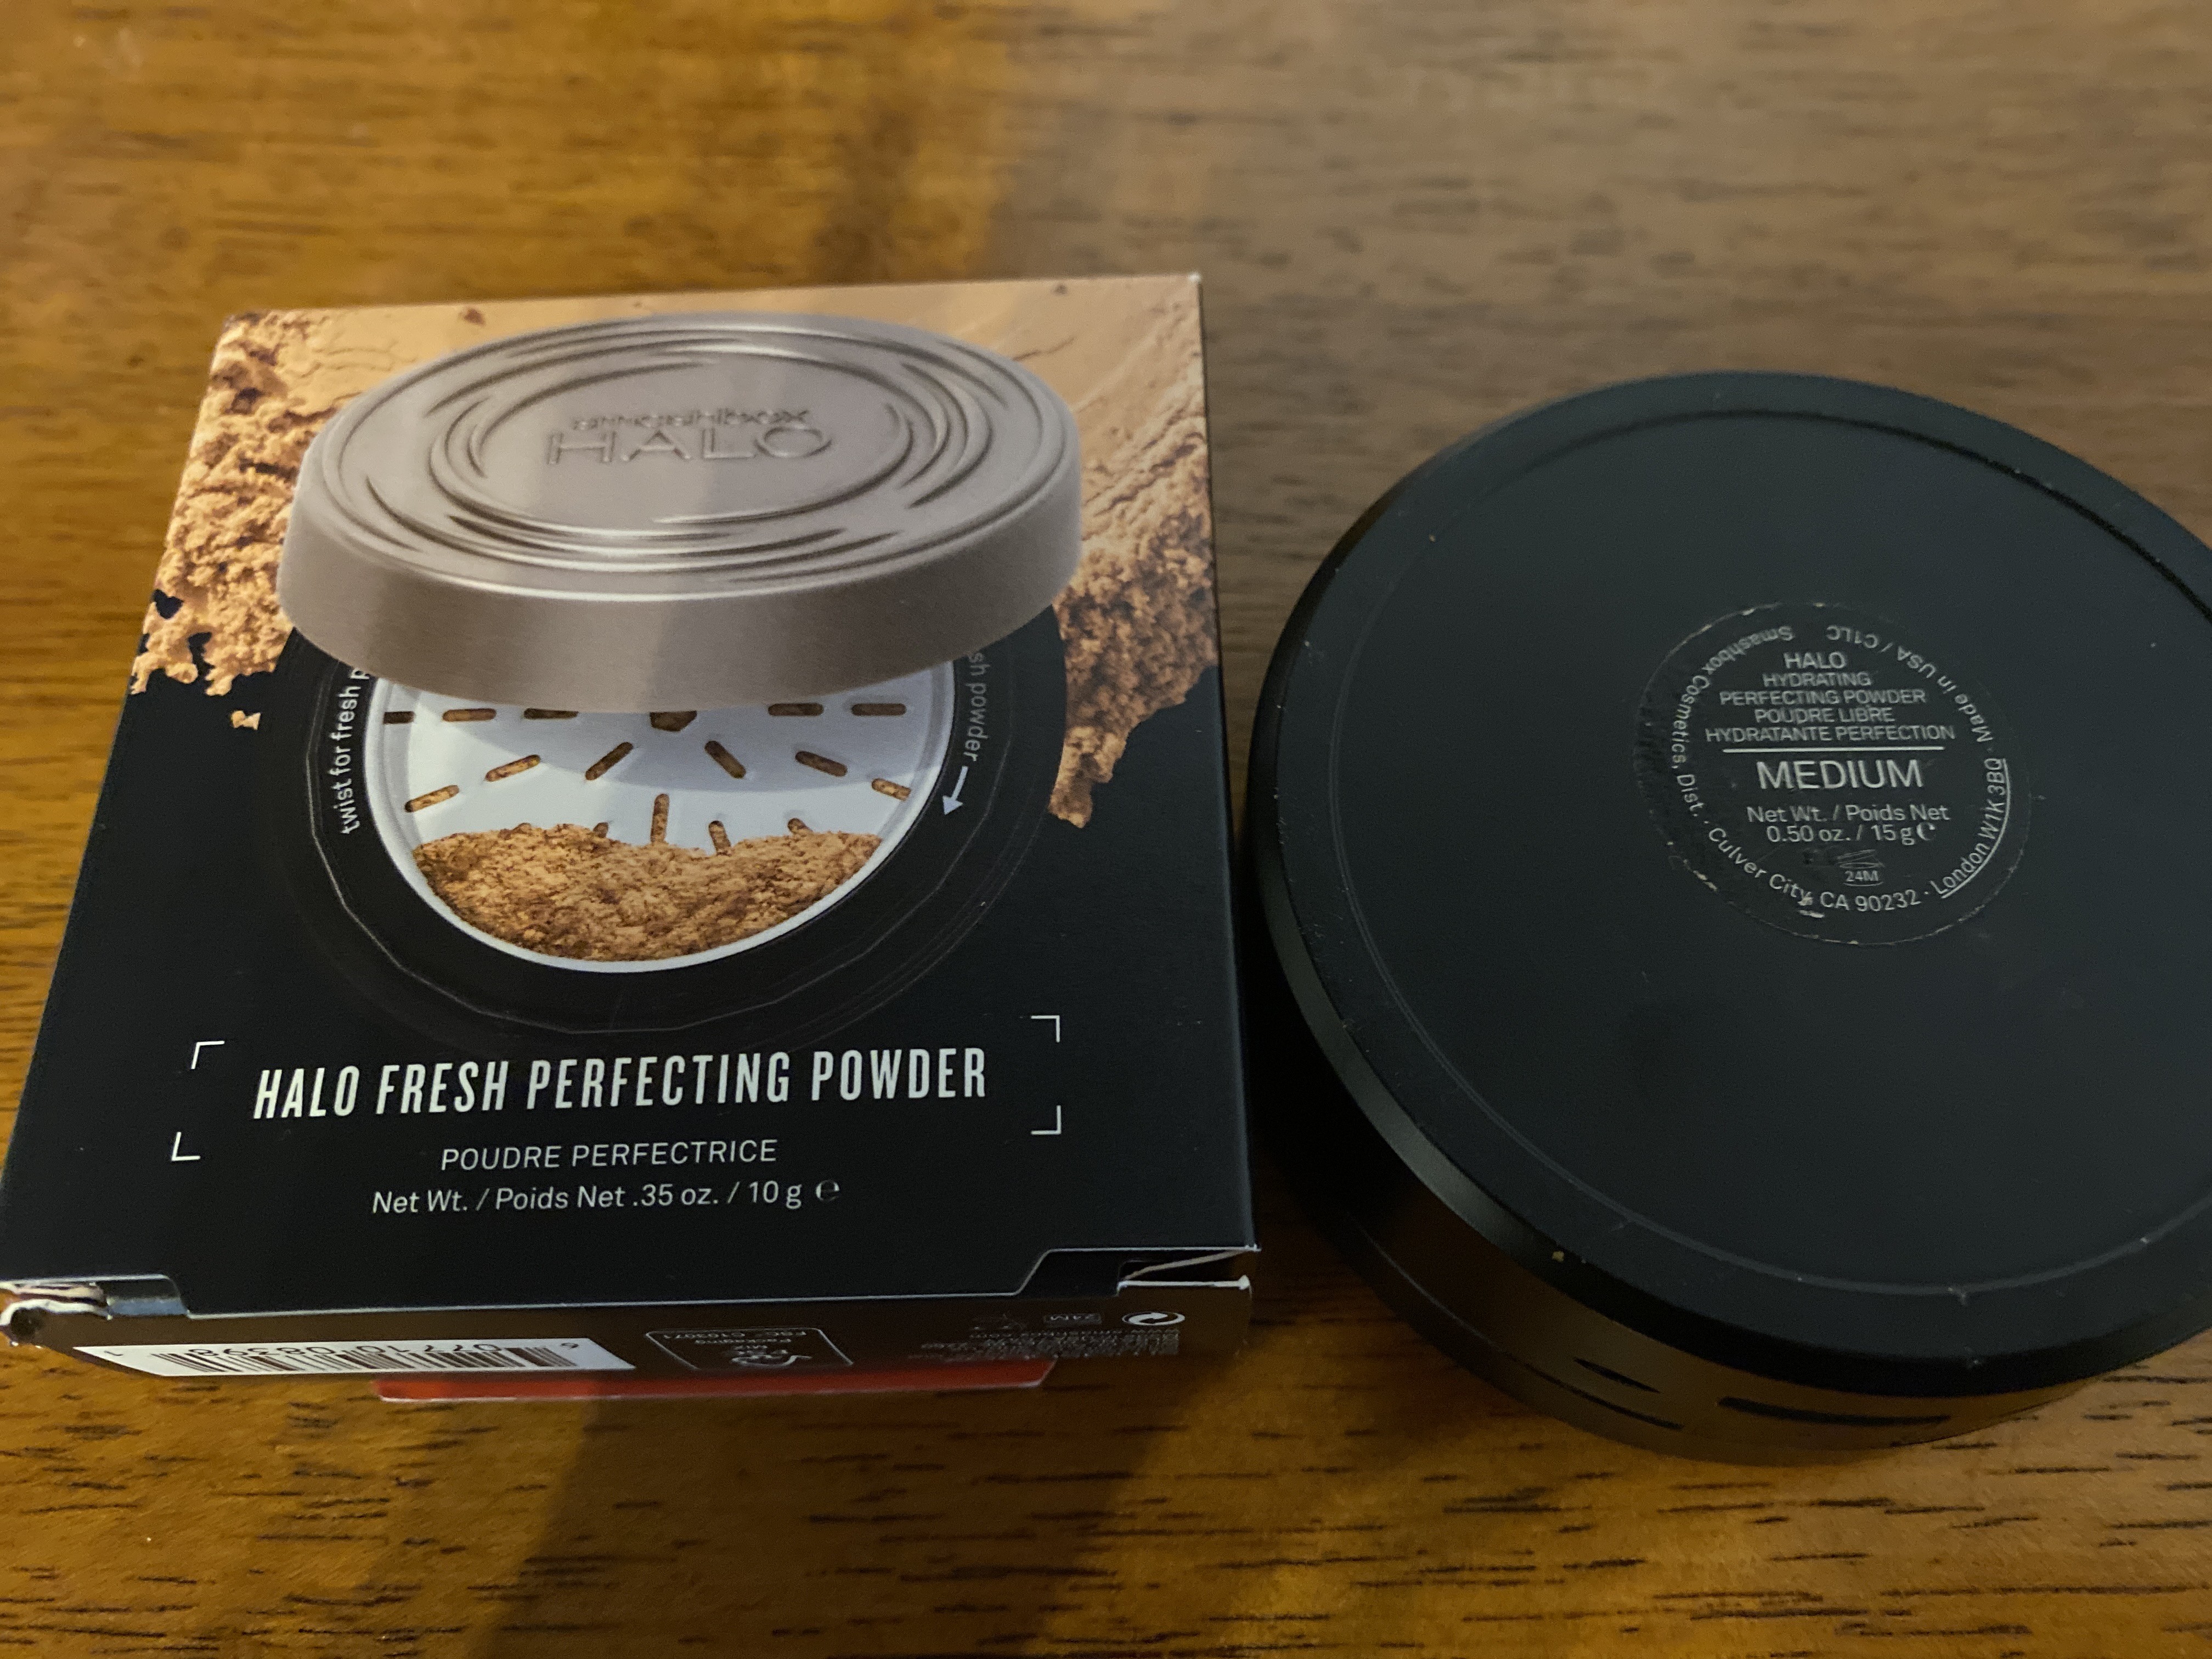 smashbox
HALO
twist for fresh p
sh powder
HALO FRESH PERFECTING POWDER
POUDRE PERFECTRICE
Net Wt. / Poids Net .35 oz. / 10 g ℮
24M
HALO
HYDRATING
PERFECTING POWDER
POUDRE LIBRE
HYDRATANTE PERFECTION
MEDIUM
Net Wt. / Poids Net
0.50 oz. / 15 g ℮
24M
Smashbox Cosmetics, Dist. · Culver City, CA 90232 · London W1K 3BQ · Made in USA / C1LC